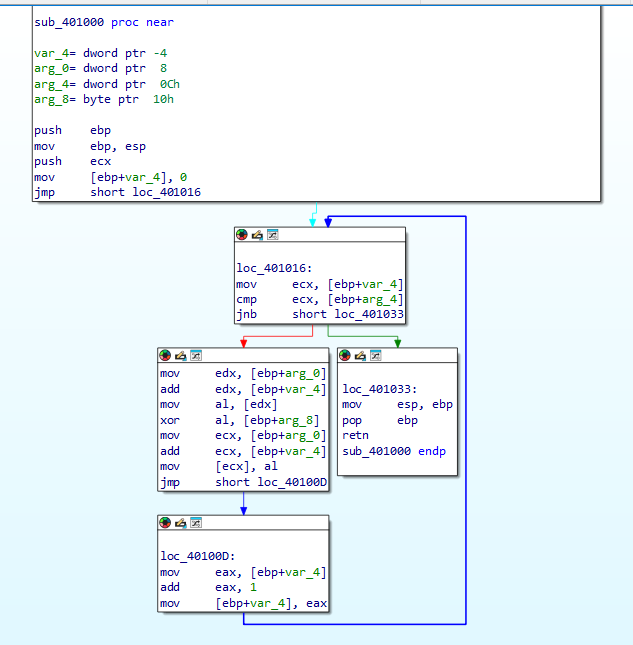 sub_401000 proc near
var_4= dword ptr -4
arg_0= dword ptr  8
arg_4= dword ptr  0Ch
arg_8= byte ptr  10h
push    ebp
mov     ebp, esp
push    ecx
mov     [ebp+var_4], 0
jmp     short loc_401016
loc_401016:
mov     ecx, [ebp+var_4]
cmp     ecx, [ebp+arg_4]
jnb     short loc_401033
mov     edx, [ebp+arg_0]
add     edx, [ebp+var_4]
mov     al, [edx]
xor     al, [ebp+arg_8]
mov     ecx, [ebp+arg_0]
add     ecx, [ebp+var_4]
mov     [ecx], al
jmp     short loc_40100D
loc_401033:
mov     esp, ebp
pop     ebp
retn
sub_401000 endp
loc_40100D:
mov     eax, [ebp+var_4]
add     eax, 1
mov     [ebp+var_4], eax